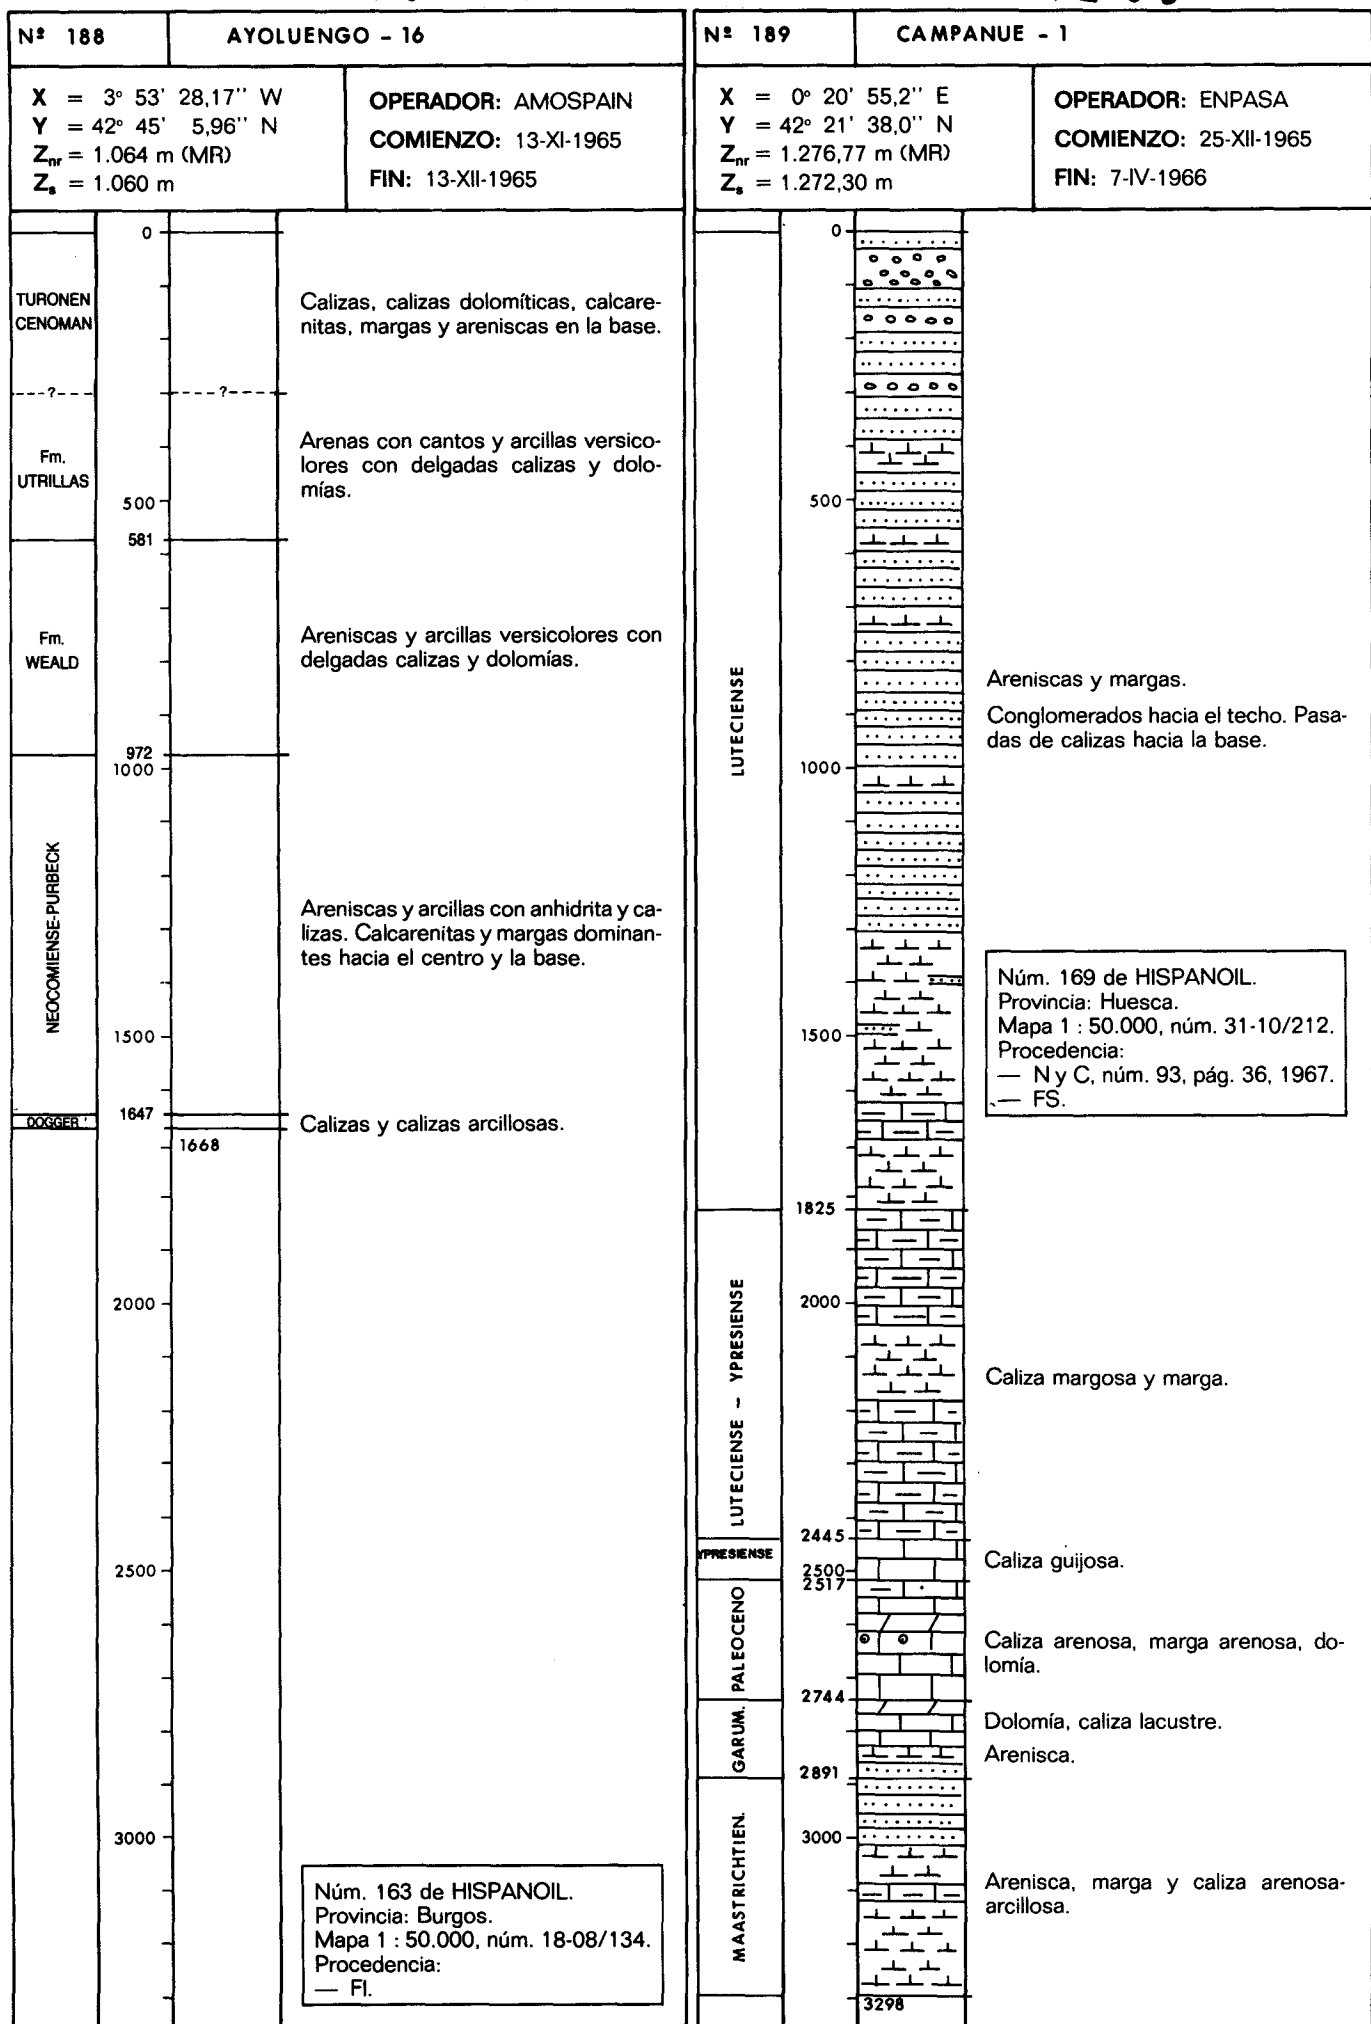 Nº 188
AYOLUENGO - 16
X = 3° 53' 28,17'' W
Y = 42° 45' 5,96'' N
Znr = 1.064 m (MR)
Zs = 1.060 m
OPERADOR: AMOSPAIN
COMIENZO: 13-XI-1965
FIN: 13-XII-1965
0
TURONEN
CENOMAN
Calizas, calizas dolomíticas, calcare-
nitas, margas y areniscas en la base.
---?---
---?---
Fm.
UTRILLAS
Arenas con cantos y arcillas versico-
lores con delgadas calizas y dolo-
mías.
500
581
Fm.
WEALD
Areniscas y arcillas versicolores con
delgadas calizas y dolomías.
972
1000
NEOCOMIENSE-PURBECK
Areniscas y arcillas con anhidrita y ca-
lizas. Calcarenitas y margas dominan-
tes hacia el centro y la base.
1500
1647
DOGGER
Calizas y calizas arcillosas.
1668
2000
2500
3000
Núm. 163 de HISPANOIL.
Provincia: Burgos.
Mapa 1 : 50.000, núm. 18-08/134.
Procedencia:
— FI.
Nº 189
CAMPANUE - 1
X = 0° 20' 55,2'' E
Y = 42° 21' 38,0'' N
Znr = 1.276,77 m (MR)
Zs = 1.272,30 m
OPERADOR: ENPASA
COMIENZO: 25-XII-1965
FIN: 7-IV-1966
0
500
LUTECIENSE
Areniscas y margas.
Conglomerados hacia el techo. Pasa-
das de calizas hacia la base.
1000
Núm. 169 de HISPANOIL.
Provincia: Huesca.
Mapa 1 : 50.000, núm. 31-10/212.
Procedencia:
— N y C, núm. 93, pág. 36, 1967.
— FS.
1500
1825
2000
LUTECIENSE - YPRESIENSE
Caliza margosa y marga.
2445
YPRESIENSE
Caliza guijosa.
2500
2517
PALEOCENO
Caliza arenosa, marga arenosa, do-
lomía.
2744
GARUM.
Dolomía, caliza lacustre.
Arenisca.
2891
3000
MAASTRICHTIEN.
Arenisca, marga y caliza arenosa-
arcillosa.
3298